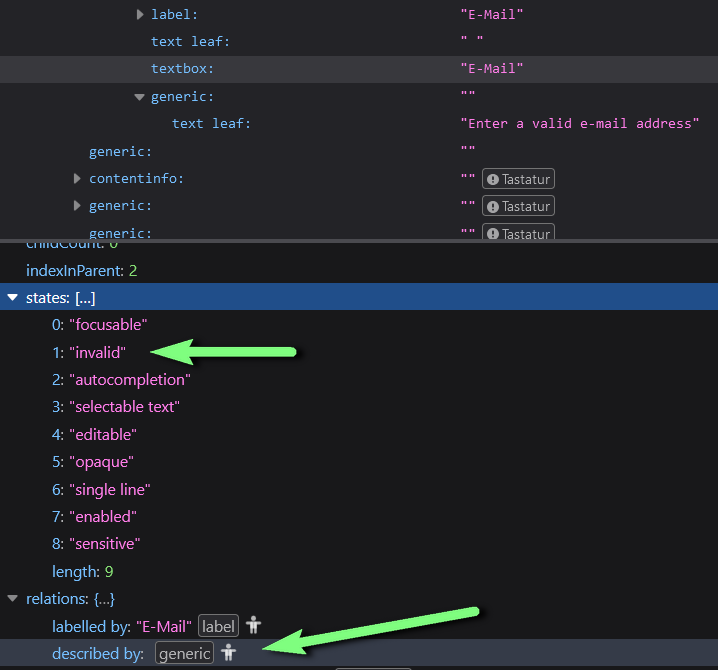 label: "E-Mail"
text leaf: " "
textbox: "E-Mail"
generic: ""
text leaf: "Enter a valid e-mail address"
generic: ""
contentinfo: "" Tastatur
generic: "" Tastatur
generic: "" Tastatur
childCount: 0
indexInParent: 2
states: […]
0: "focusable"
1: "invalid"
2: "autocompletion"
3: "selectable text"
4: "editable"
5: "opaque"
6: "single line"
7: "enabled"
8: "sensitive"
length: 9
relations: {…}
labelled by: "E-Mail" label
described by: generic